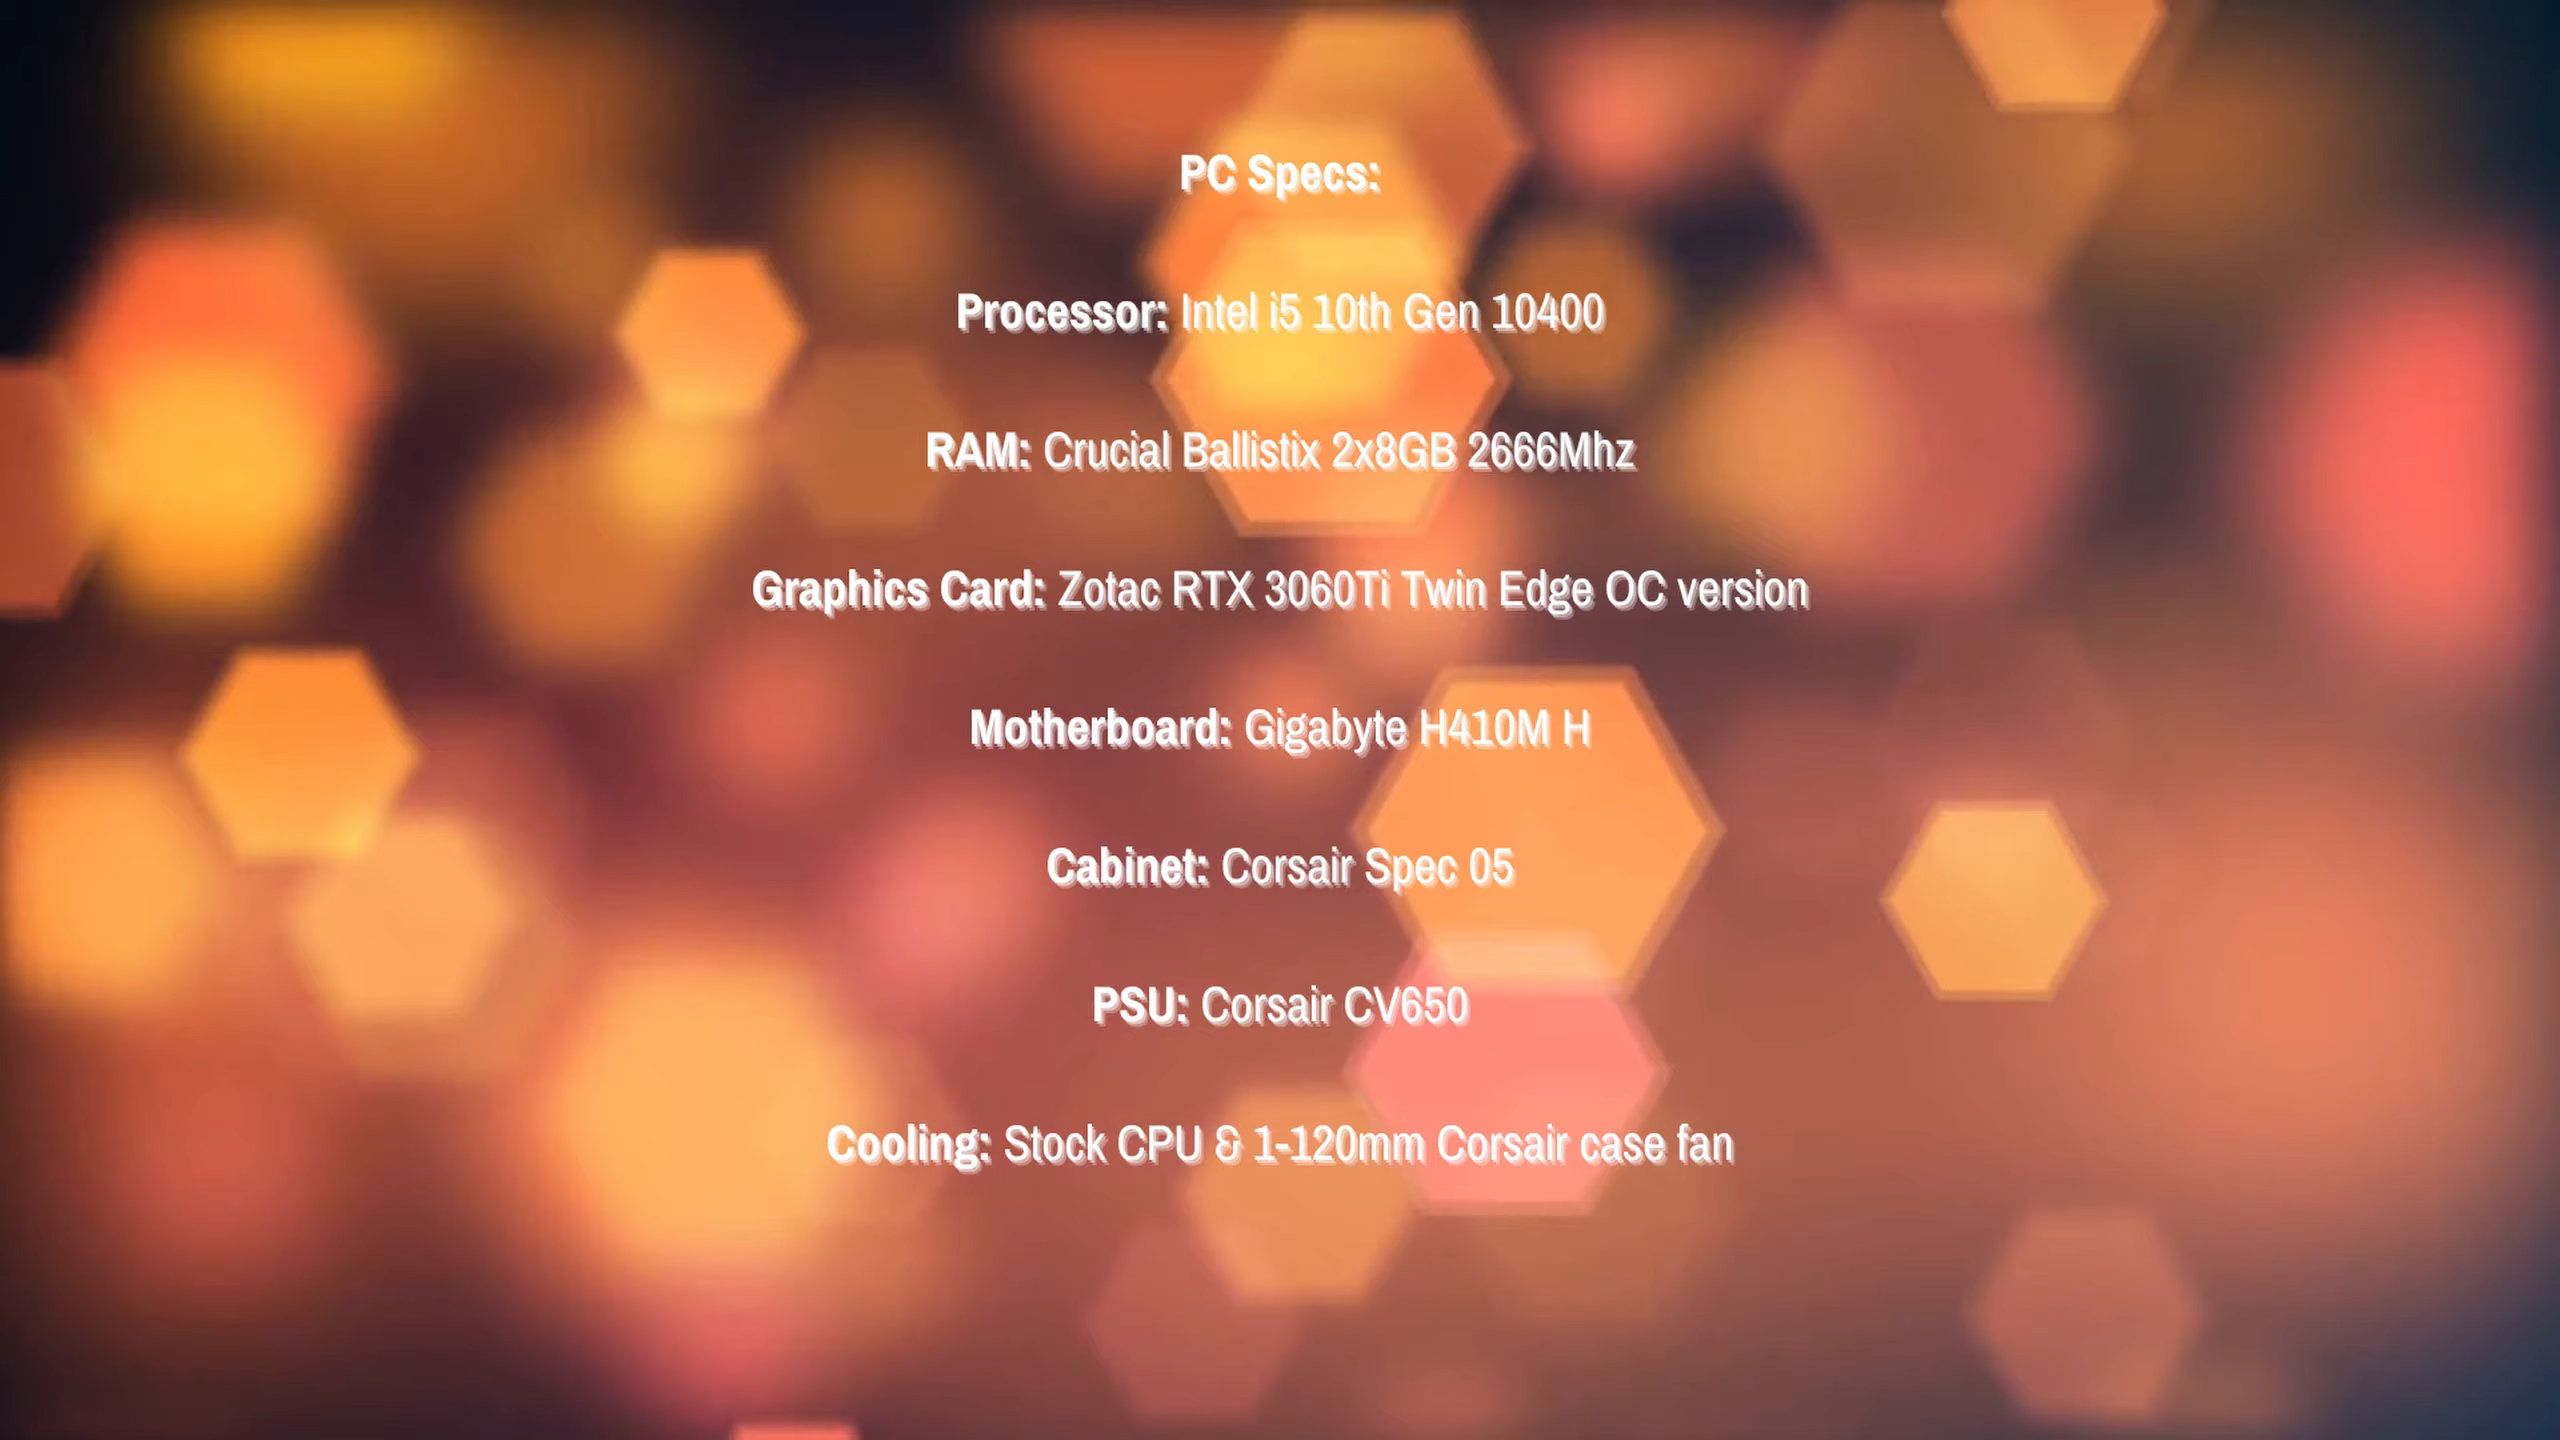 PC Specs:
Processor: Intel i5 10th Gen 10400
RAM: Crucial Ballistix 2x8GB 2666Mhz
Graphics Card: Zotac RTX 3060Ti Twin Edge OC version
Motherboard: Gigabyte H410M H
Cabinet: Corsair Spec 05
PSU: Corsair CV650
Cooling: Stock CPU & 1-120mm Corsair case fan